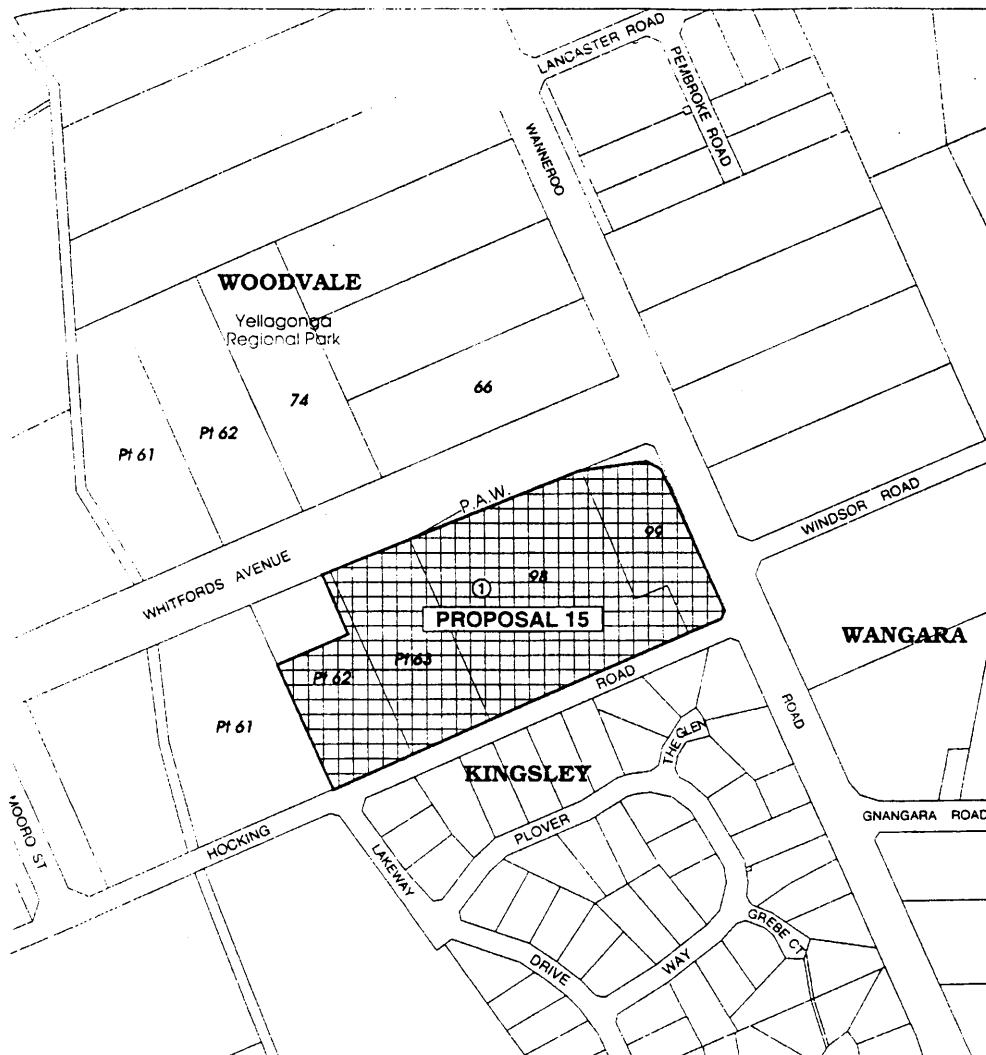 LANCASTER ROAD
PEMBROKE ROAD
WANNEROO
WOODVALE
Yellagonga
Regional Park
66
74
Pt 62
Pt 61
P.A.W.
WINDSOR ROAD
99
WHITFORDS AVENUE
98
1
PROPOSAL 15
WANGARA
Pt 63
Pt 62
ROAD
ROAD
Pt 61
THE GLEN
KINGSLEY
MOORO ST
GNANGARA ROAD
HOCKING
PLOVER
LAKEWAY
GREBE CT
WAY
DRIVE